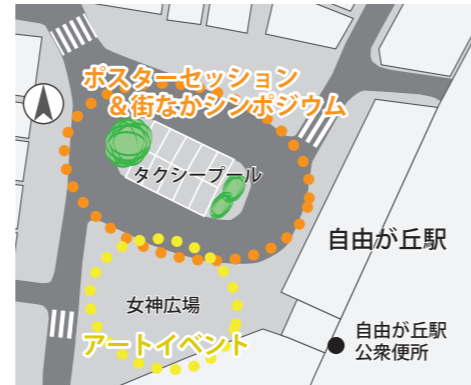 ポスターセッション
＆街なかシンポジウム
タクシープール
自由が丘駅
女神広場
アートイベント
自由が丘駅
公衆便所